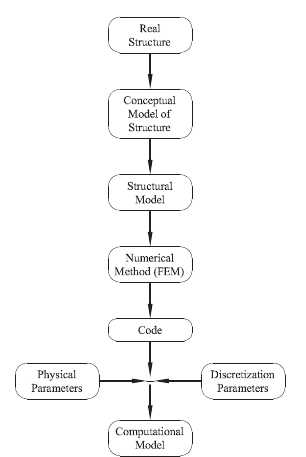 Real
Structure
Conceptual
Model of
Structure
Structural
Model
Numerical
Method (FEM)
Code
Physical
Parameters
Discretization
Parameters
Computational
Model